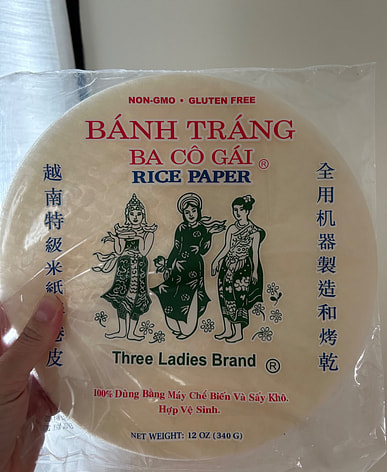 NON-GMO • GLUTEN FREE
BÁNH TRÁNG
BA CÔ GÁI ®
RICE PAPER
越南特級米紙皮
全用机器製造和烤乾
Three Ladies Brand ®
100% Dùng Bằng Máy Chế Biến Và Sấy Khô.
Hợp Vệ Sinh.
NET WEIGHT: 12 OZ (340 G)